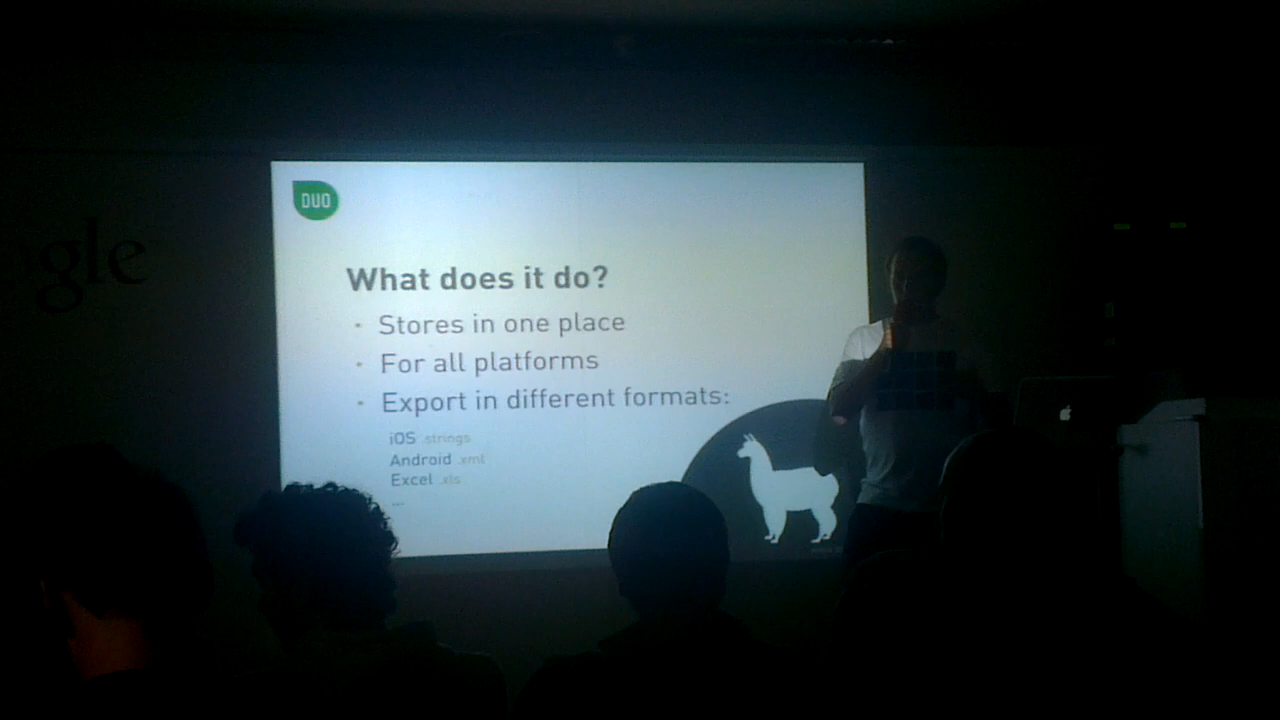 DUO
ogle
What does it do?
• Stores in one place
• For all platforms
• Export in different formats:
iOS .strings
Android .xml
Excel .xls
...